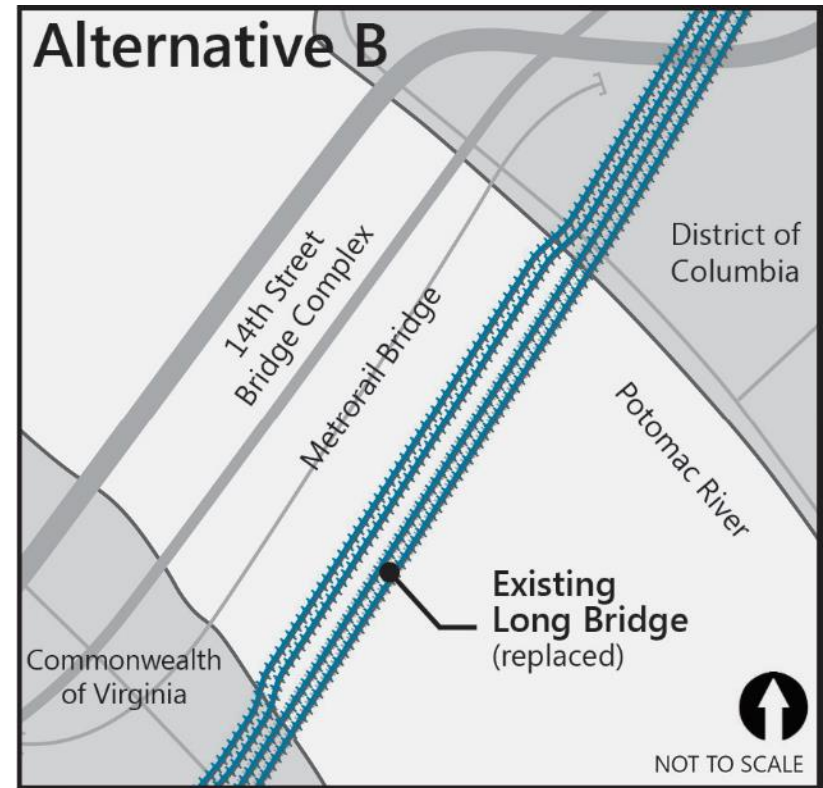 Alternative B
14th Street
Bridge Complex
Metrorail Bridge
District of
Columbia
Potomac River
Existing
Long Bridge
(replaced)
Commonwealth
of Virginia
NOT TO SCALE